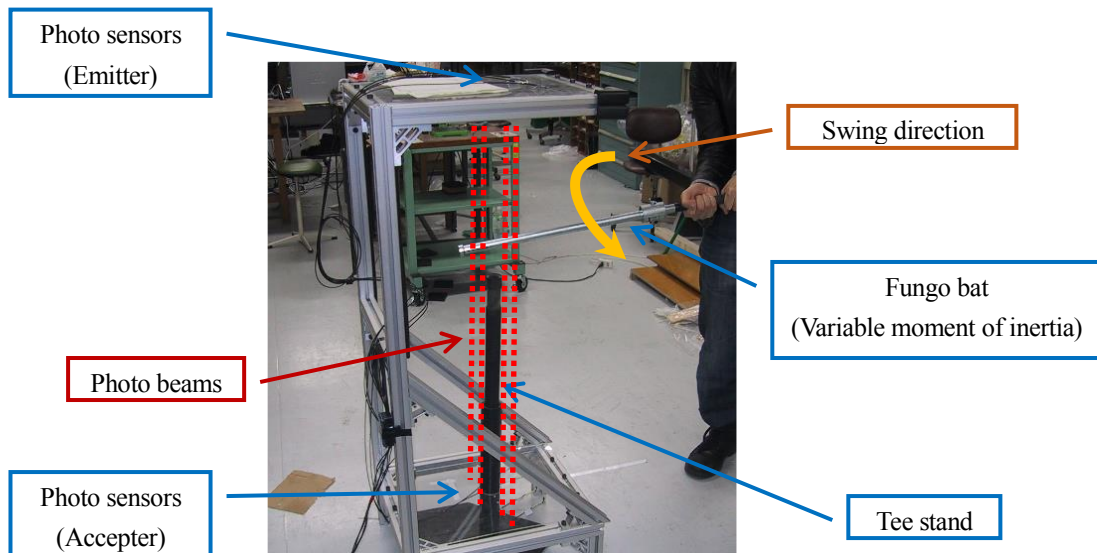 Photo sensors
(Emitter)
Swing direction
Fungo bat
(Variable moment of inertia)
Photo beams
Photo sensors
(Accepter)
Tee stand